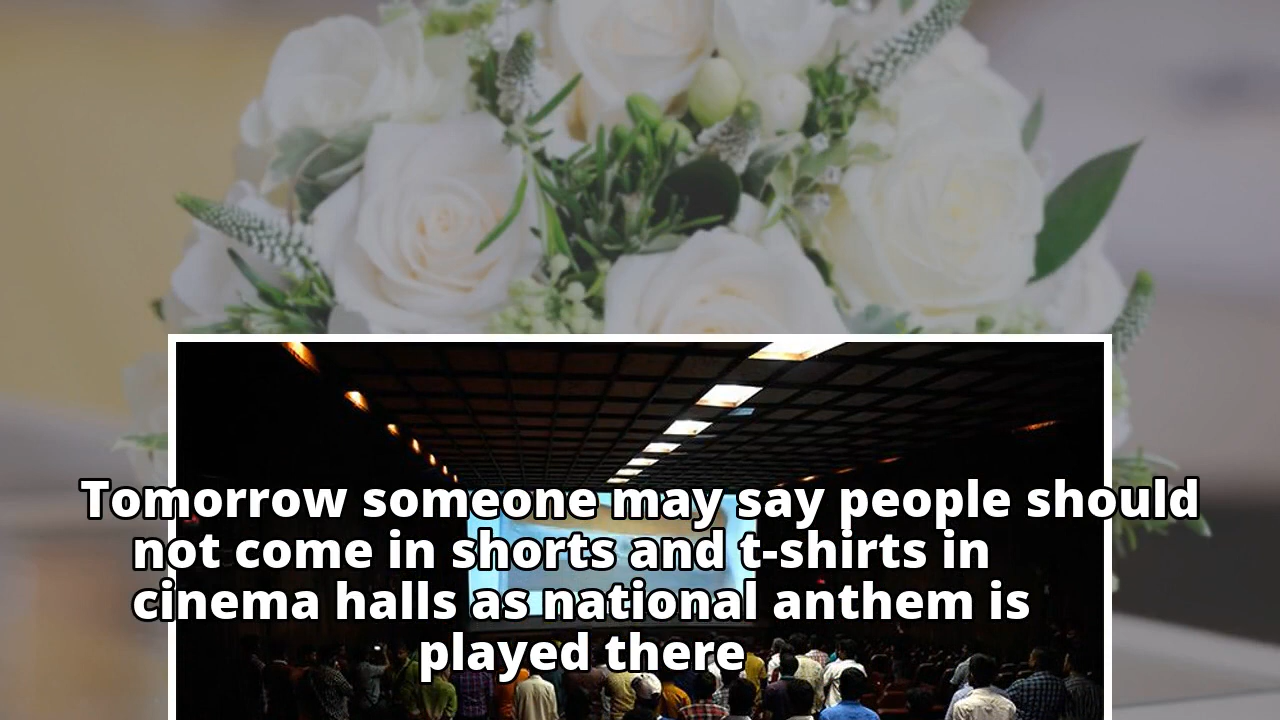 Tomorrow someone may say people should
not come in shorts and t-shirts in
cinema halls as national anthem is
played there